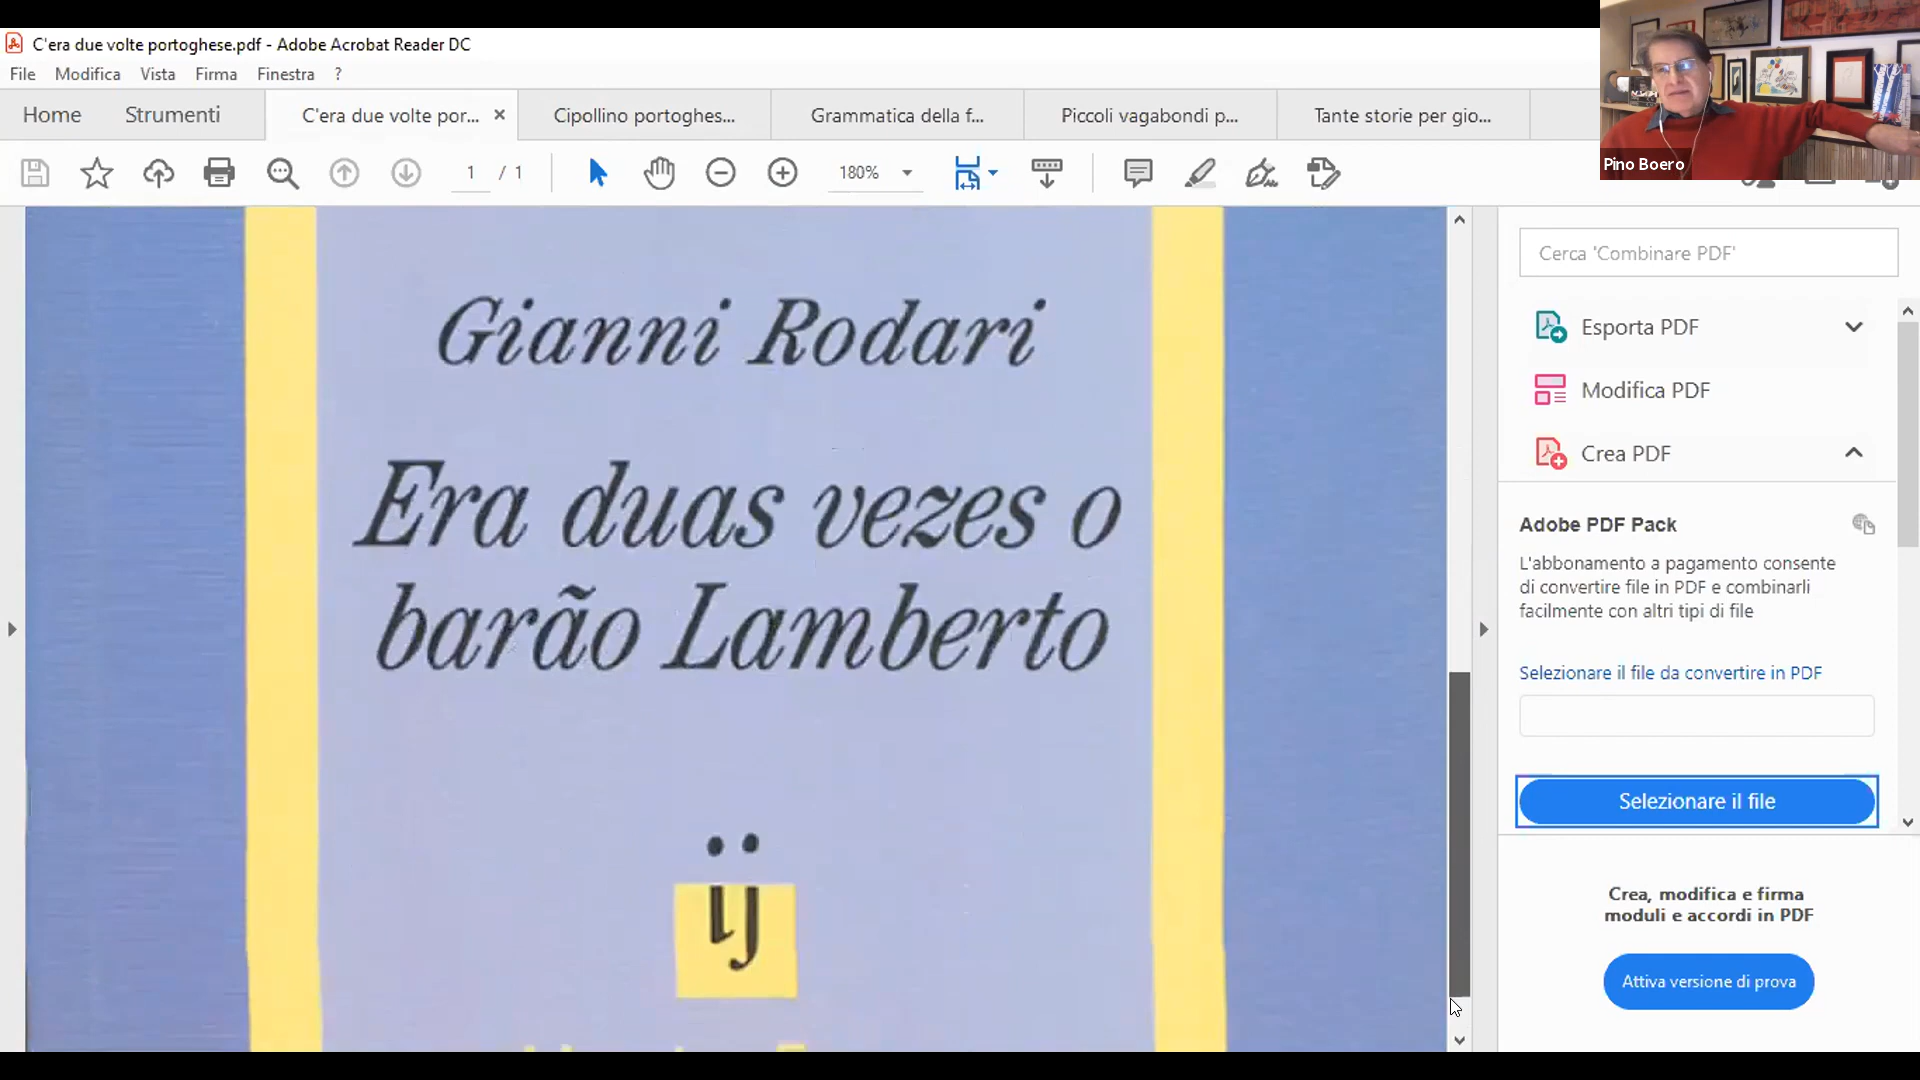 C'era due volte portoghese.pdf - Adobe Acrobat Reader DC
File Modifica Vista Firma Finestra ?
Home Strumenti C'era due volte por... × Cipollino portoghes... Grammatica della f... Piccoli vagabondi p... Tante storie per gio...
1 / 1 180%
Pino Boero
Gianni Rodari
Era duas vezes o
barão Lamberto
ij
Cerca 'Combinare PDF'
Esporta PDF
Modifica PDF
Crea PDF
Adobe PDF Pack
L'abbonamento a pagamento consente
di convertire file in PDF e combinarli
facilmente con altri tipi di file
Selezionare il file da convertire in PDF
Selezionare il file
Crea, modifica e firma
moduli e accordi in PDF
Attiva versione di prova